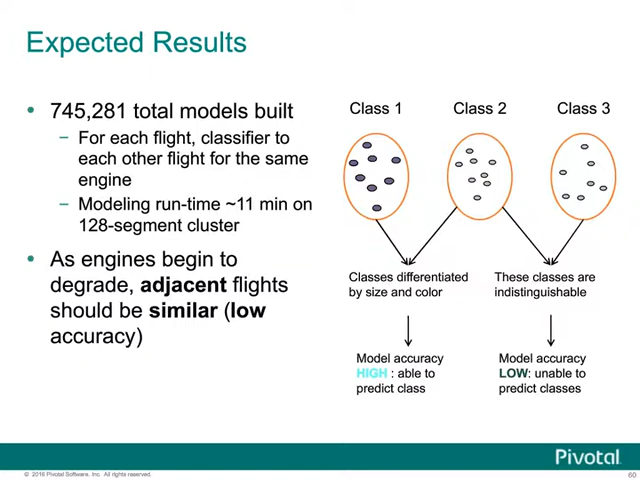 Expected Results
• 745,281 total models built
– For each flight, classifier to
each other flight for the same
engine
– Modeling run-time ~11 min on
128-segment cluster
• As engines begin to
degrade, adjacent flights
should be similar (low
accuracy)
Class 1 Class 2 Class 3
Classes differentiated
by size and color
These classes are
indistinguishable
Model accuracy
HIGH : able to
predict class
Model accuracy
LOW: unable to
predict classes
Pivotal
© 2016 Pivotal Software, Inc. All rights reserved.
60